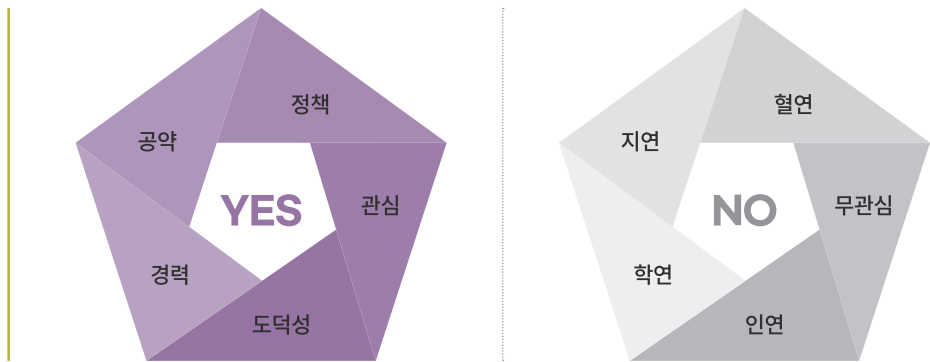 정책
공약
관심
YES
경력
도덕성
혈연
지연
무관심
NO
학연
인연